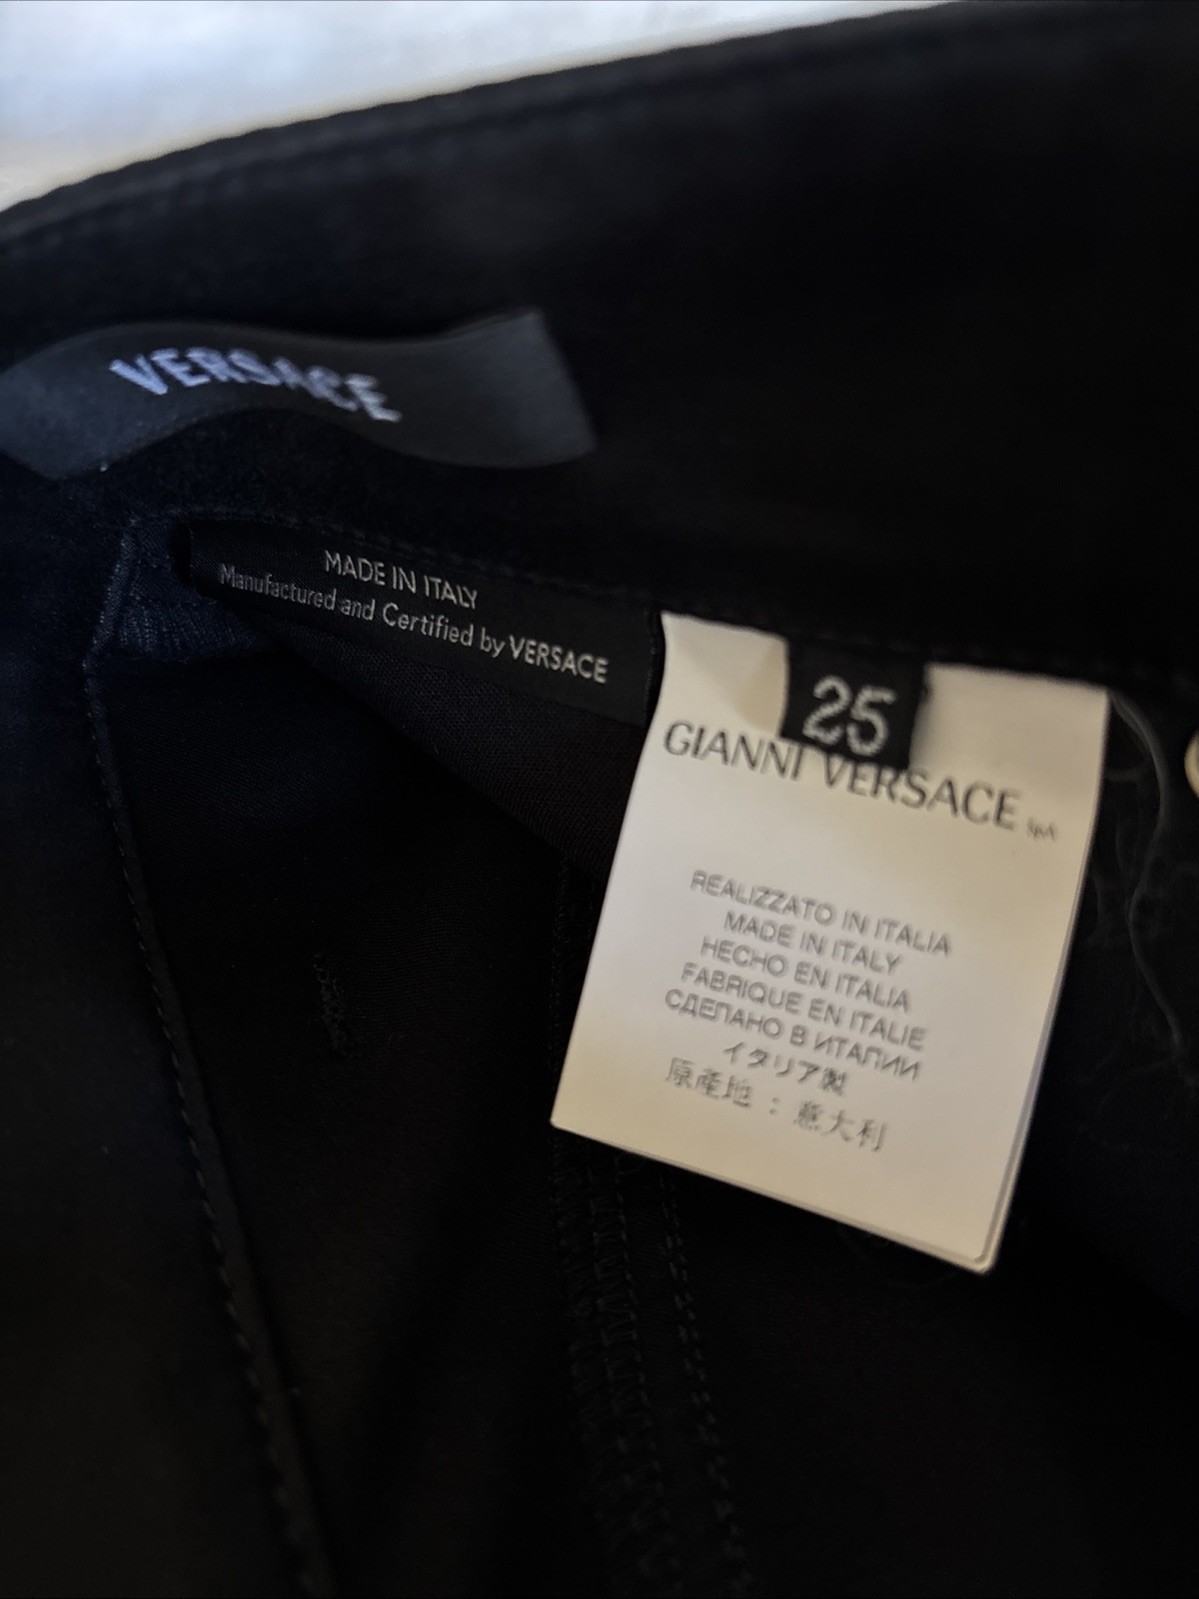 VERSACE
MADE IN ITALY
Manufactured and Certified by VERSACE
25
GIANNI VERSACE SpA
REALIZZATO IN ITALIA
MADE IN ITALY
HECHO EN ITALIA
FABRIQUE EN ITALIE
СДЕЛАНО В ИТАЛИИ
イタリア製
原產地：意大利